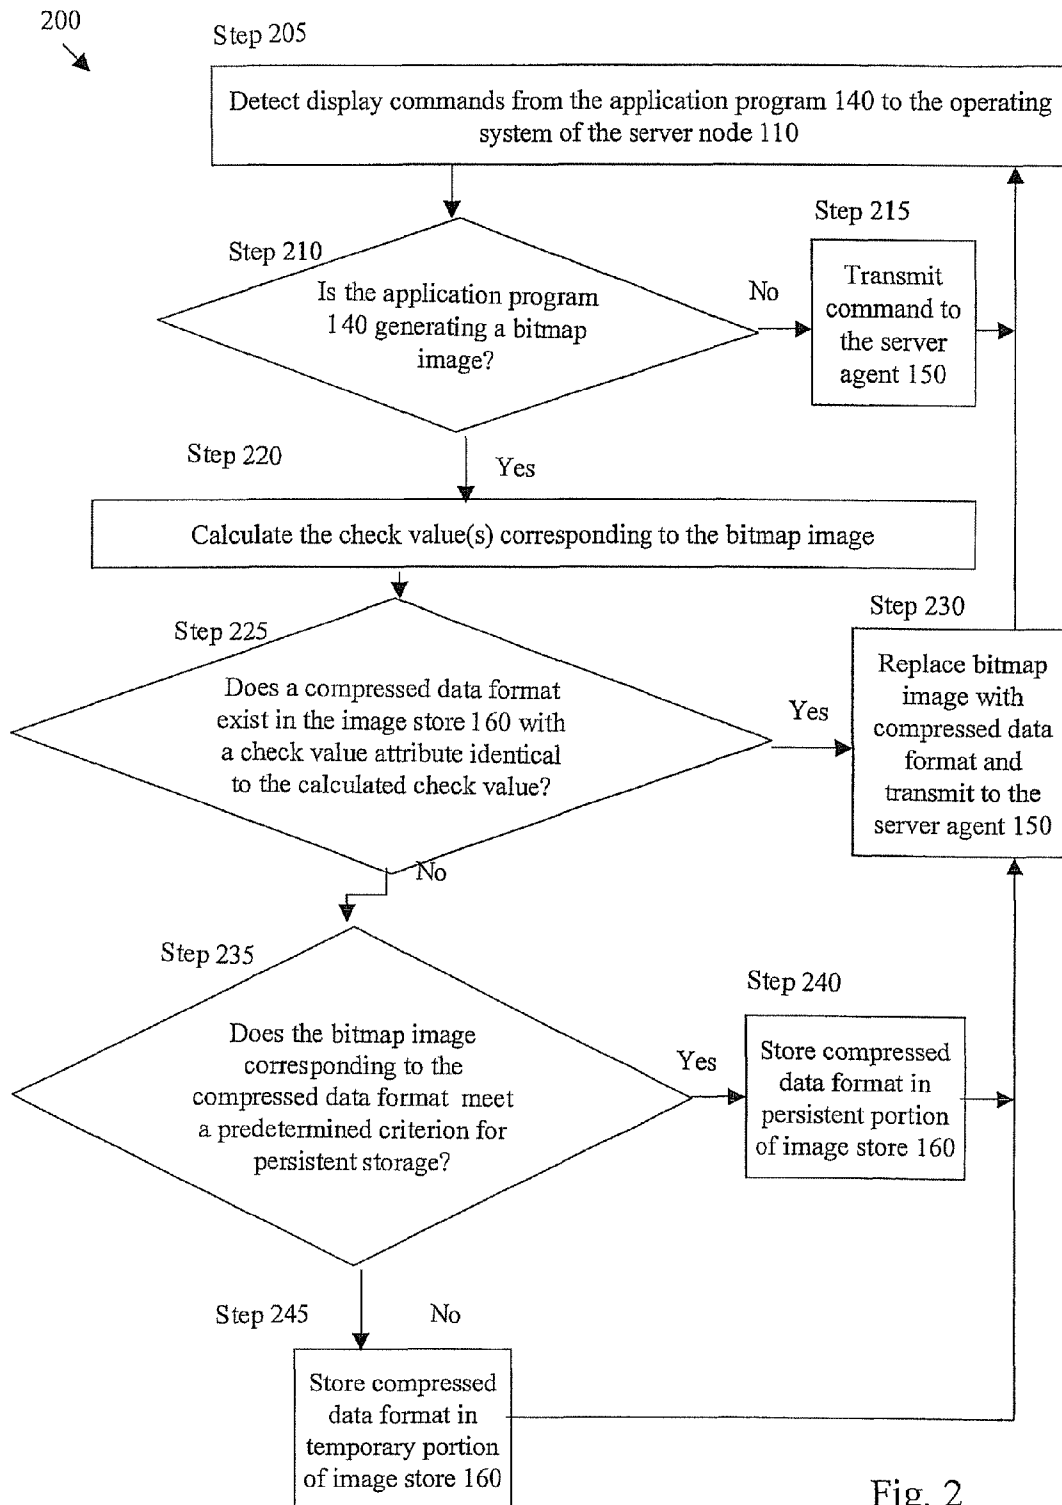 200
Step 205
Detect display commands from the application program 140 to the operating
system of the server node 110
Step 210
Is the application program
140 generating a bitmap
image?
No
Step 215
Transmit
command to
the server
agent 150
Step 220
Yes
Calculate the check value(s) corresponding to the bitmap image
Step 225
Does a compressed data format
exist in the image store 160 with
a check value attribute identical
to the calculated check value?
Yes
Step 230
Replace bitmap
image with
compressed data
format and
transmit to the
server agent 150
No
Step 235
Does the bitmap image
corresponding to the
compressed data format meet
a predetermined criterion for
persistent storage?
Yes
Step 240
Store compressed
data format in
persistent portion
of image store 160
Step 245
No
Store compressed
data format in
temporary portion
of image store 160
Fig. 2